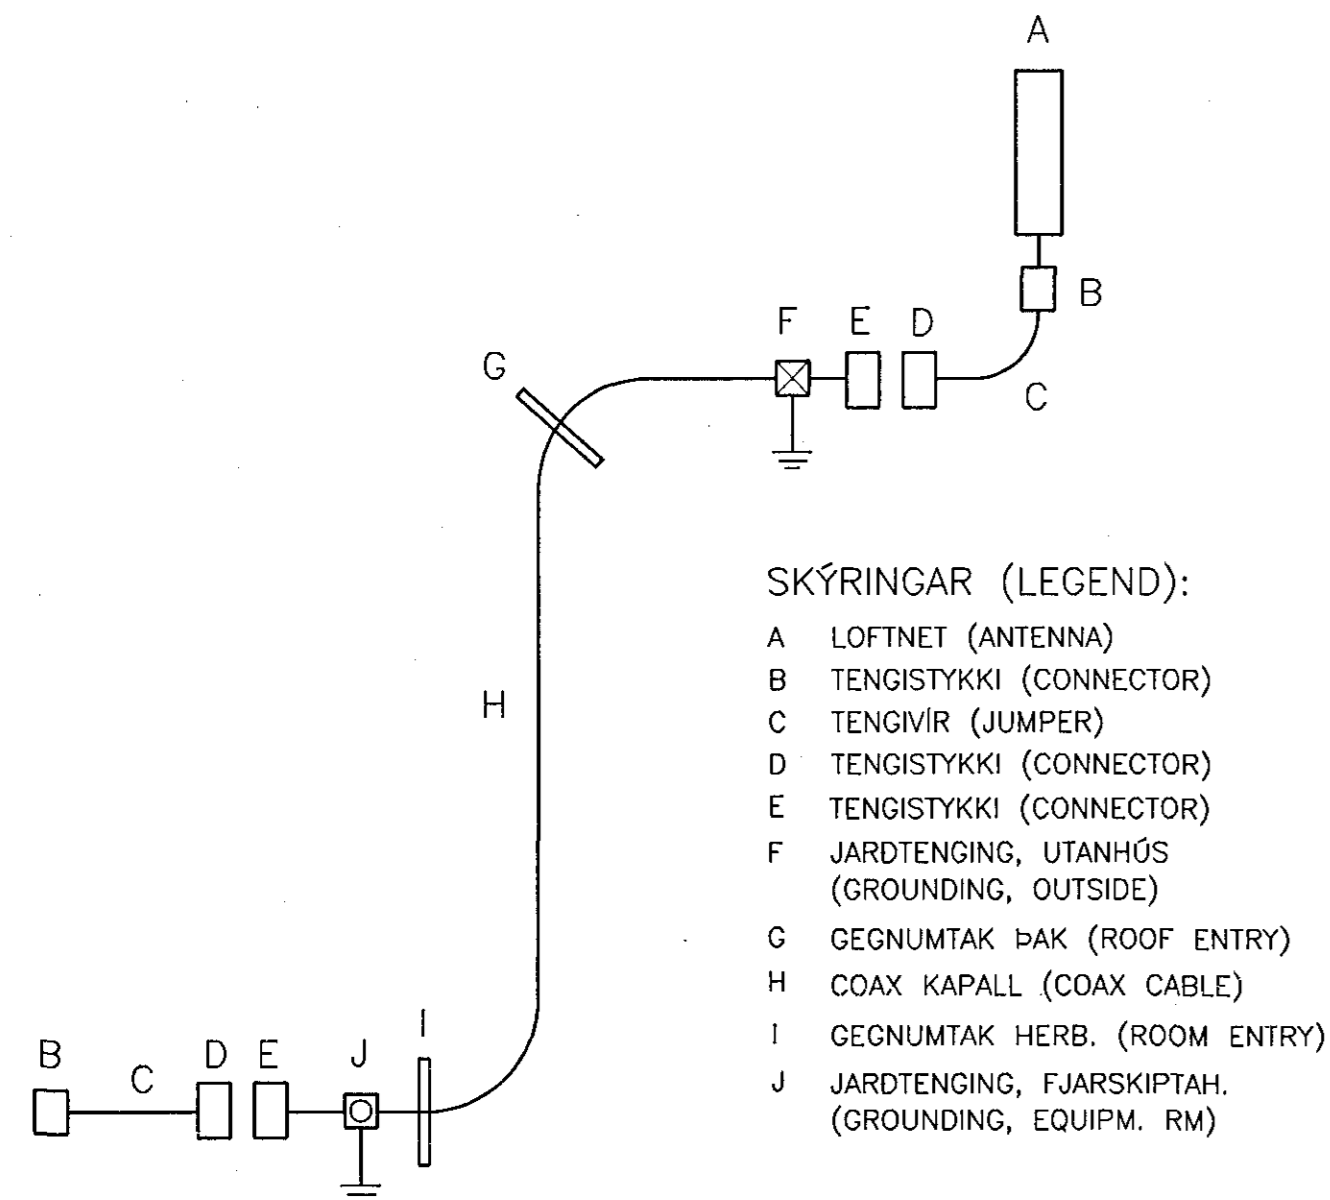 A
B
F E D
G
C
H
I
B D E J
C
SKÝRINGAR (LEGEND):
A LOFTNET (ANTENNA)
B TENGISTYKKI (CONNECTOR)
C TENGIVÍR (JUMPER)
D TENGISTYKKI (CONNECTOR)
E TENGISTYKKI (CONNECTOR)
F JARDTENGING, UTANHÚS
(GROUNDING, OUTSIDE)
G GEGNUMTAK ÞAK (ROOF ENTRY)
H COAX KAPALL (COAX CABLE)
I GEGNUMTAK HERB. (ROOM ENTRY)
J JARDTENGING, FJARSKIPTAH.
(GROUNDING, EQUIPM. RM)